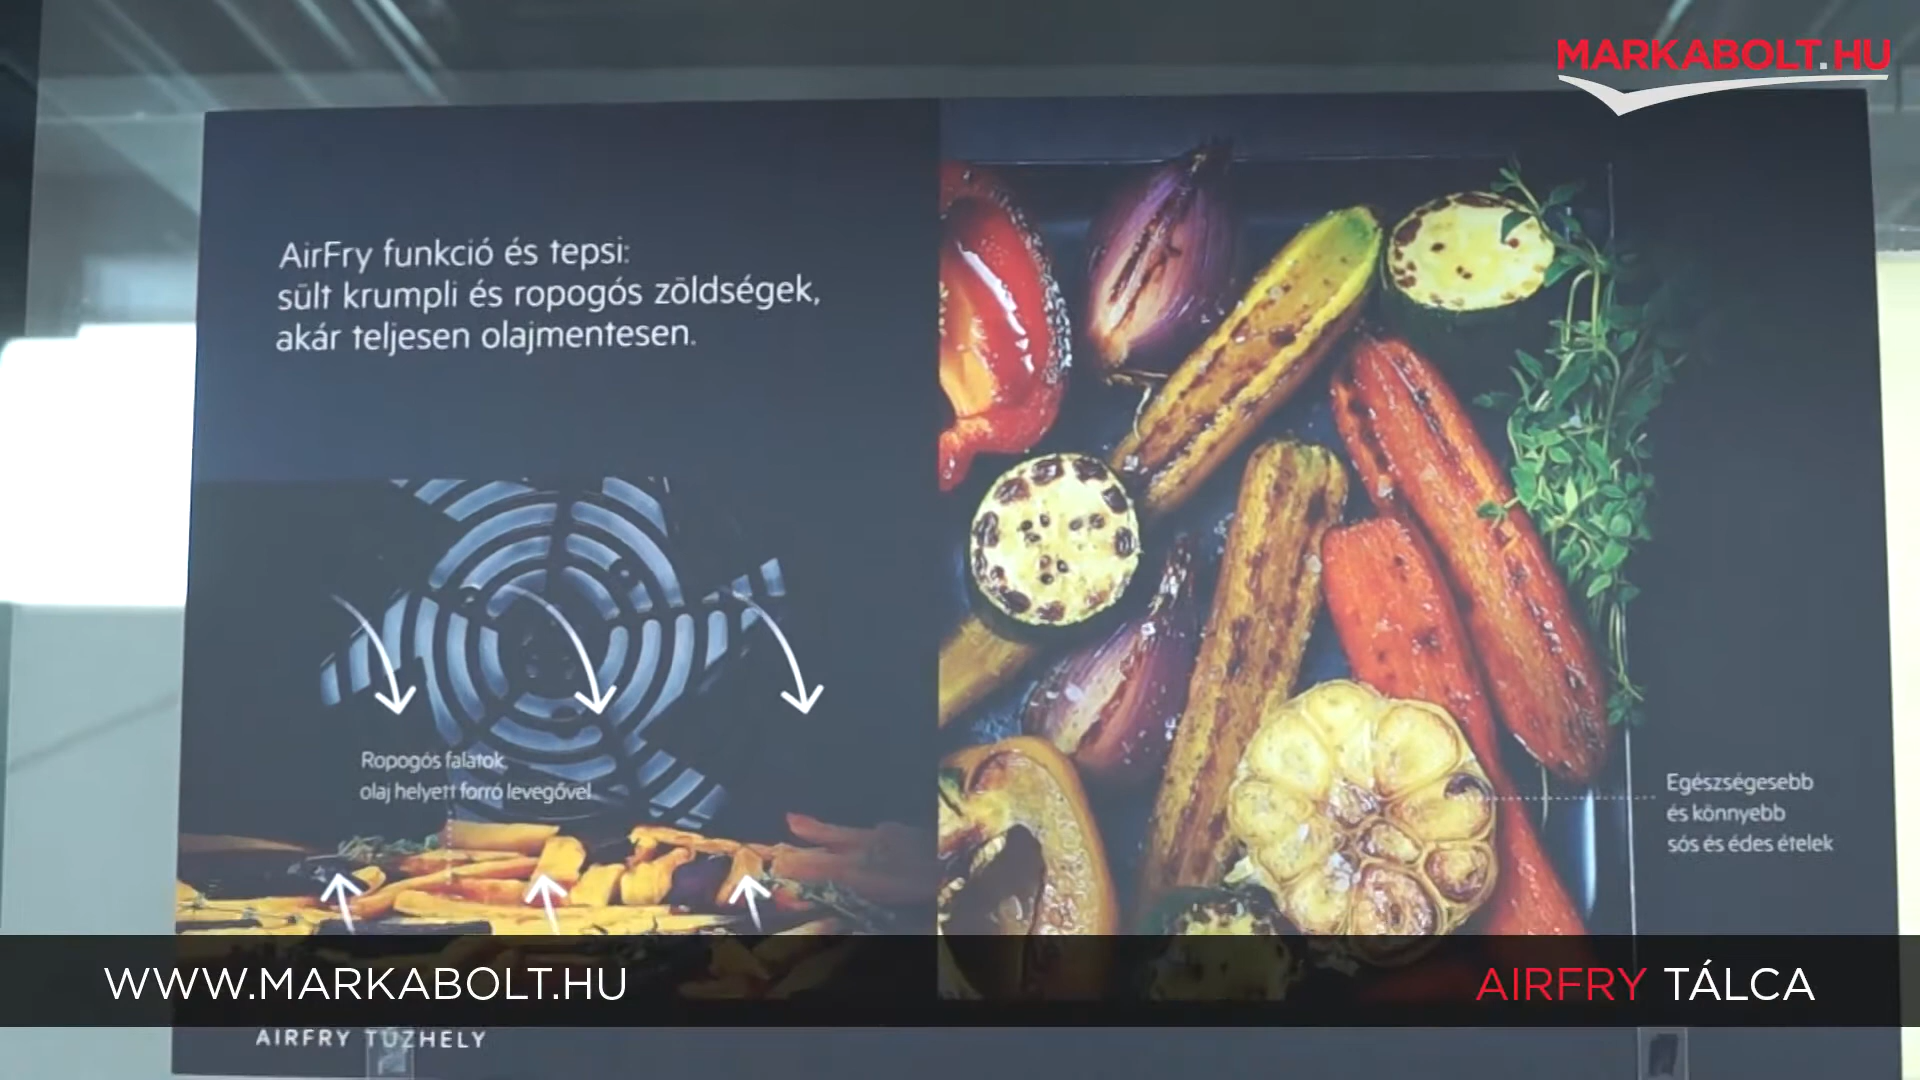 MARKABOLT.HU
AirFry funkció és tepsi:
sült krumpli és ropogós zöldségek,
akár teljesen olajmentesen.
Ropogós falatok,
olaj helyett forró levegővel.
Egészségesebb
és könnyebb
sós és édes ételek
WWW.MARKABOLT.HU
AIRFRY TÁLCA
AIRFRY TŰZHELY